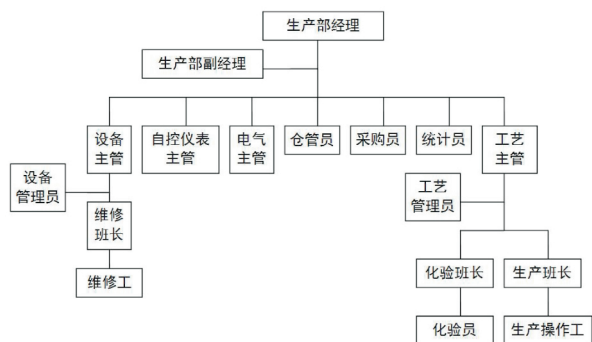 生产部经理
生产部副经理
设备
主管
自控仪表
主管
电气
主管
仓管员
采购员
统计员
工艺
主管
设备
管理员
工艺
管理员
维修
班长
维修工
化验班长
生产班长
化验员
生产操作工